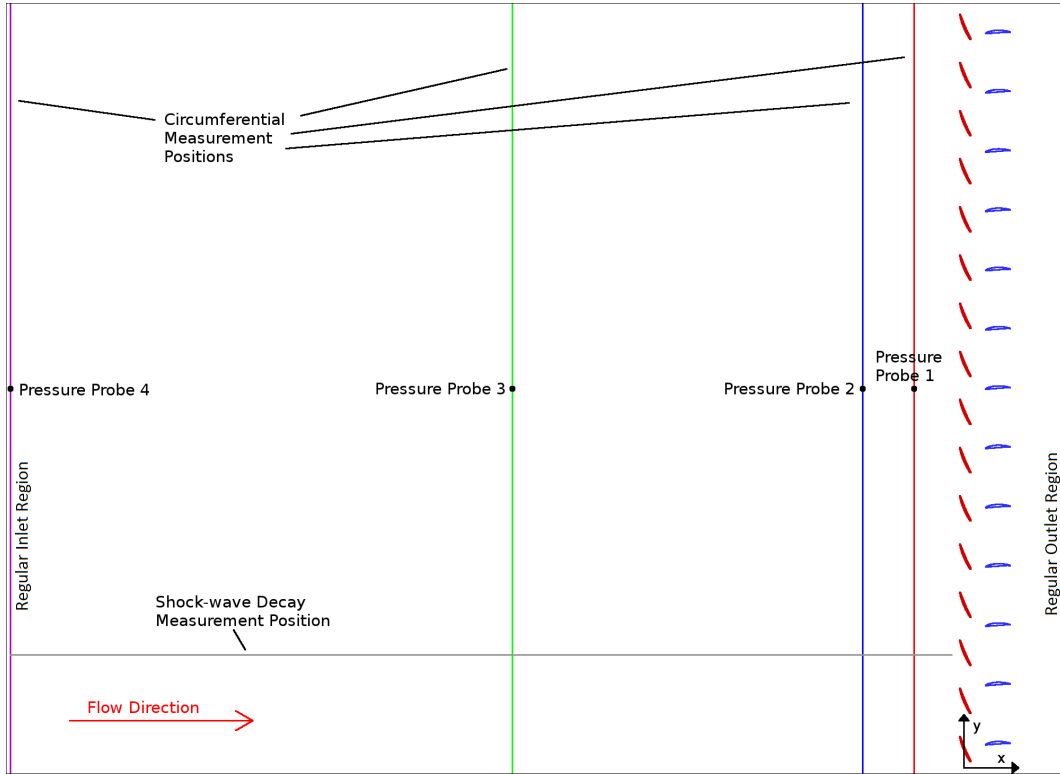 Circumferential
Measurement
Positions
Pressure
Probe 1
Pressure Probe 4
Pressure Probe 3
Pressure Probe 2
Regular Inlet Region
Regular Outlet Region
Shock-wave Decay
Measurement Position
Flow Direction
y
x